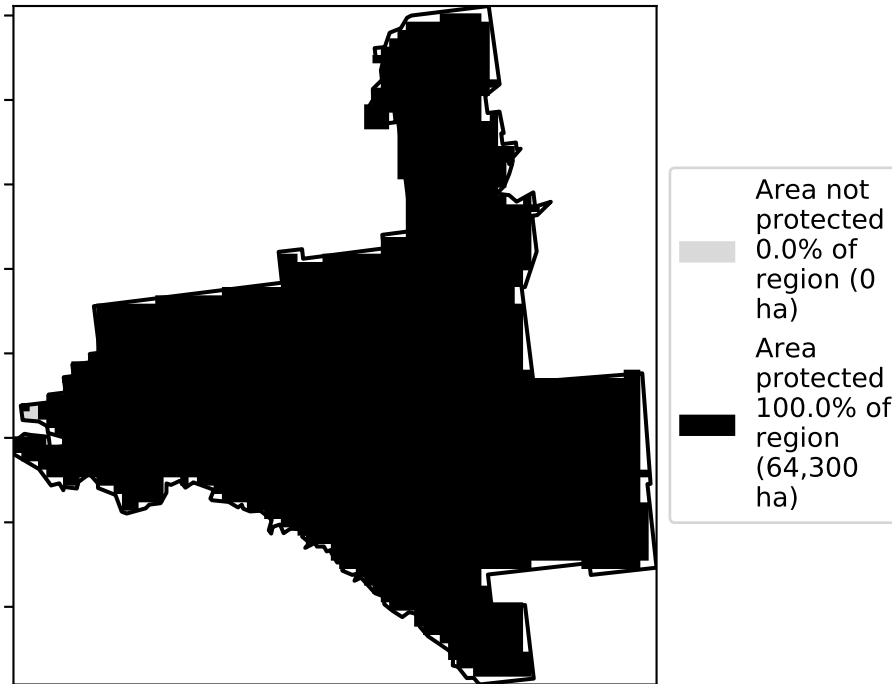 Area not
protected
0.0% of
region (0
ha)
Area
protected
100.0% of
region
(64,300
ha)